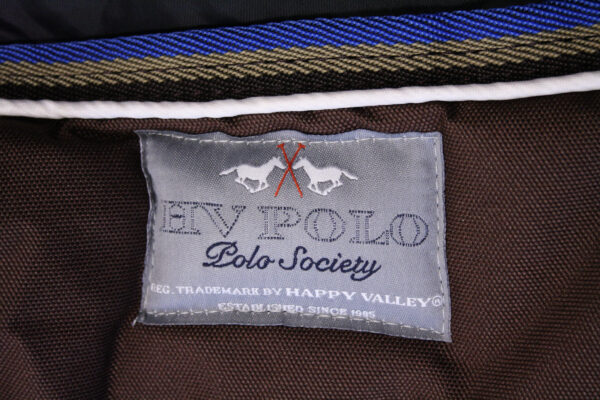 HV POLO
Polo Society
REG. TRADEMARK BY HAPPY VALLEY®
ESTABLISHED SINCE 1985